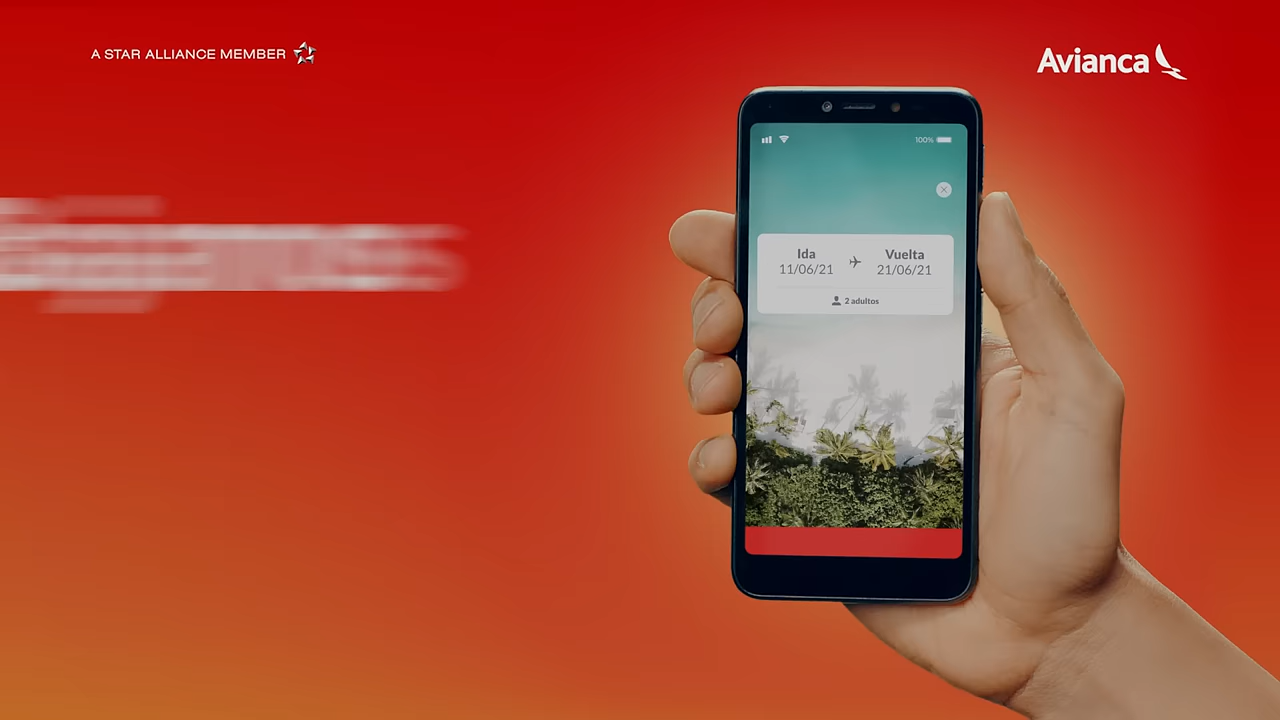 A STAR ALLIANCE MEMBER
Avianca
100%
Ida
11/06/21
Vuelta
21/06/21
2 adultos